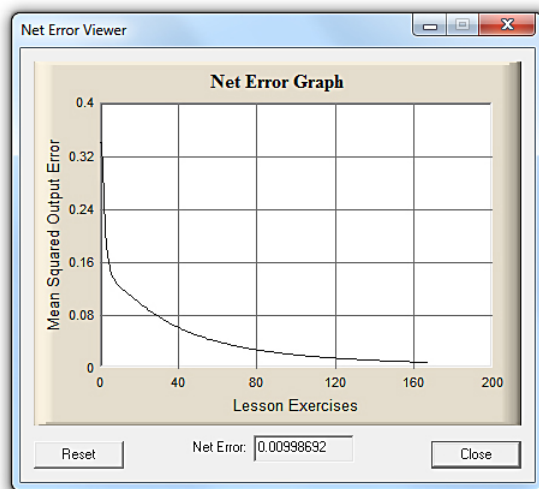 Net Error Viewer
Net Error Graph
Mean Squared Output Error
0.4
0.32
0.24
0.16
0.08
0
0 40 80 120 160 200
Lesson Exercises
Reset
Net Error: 0.00998692
Close